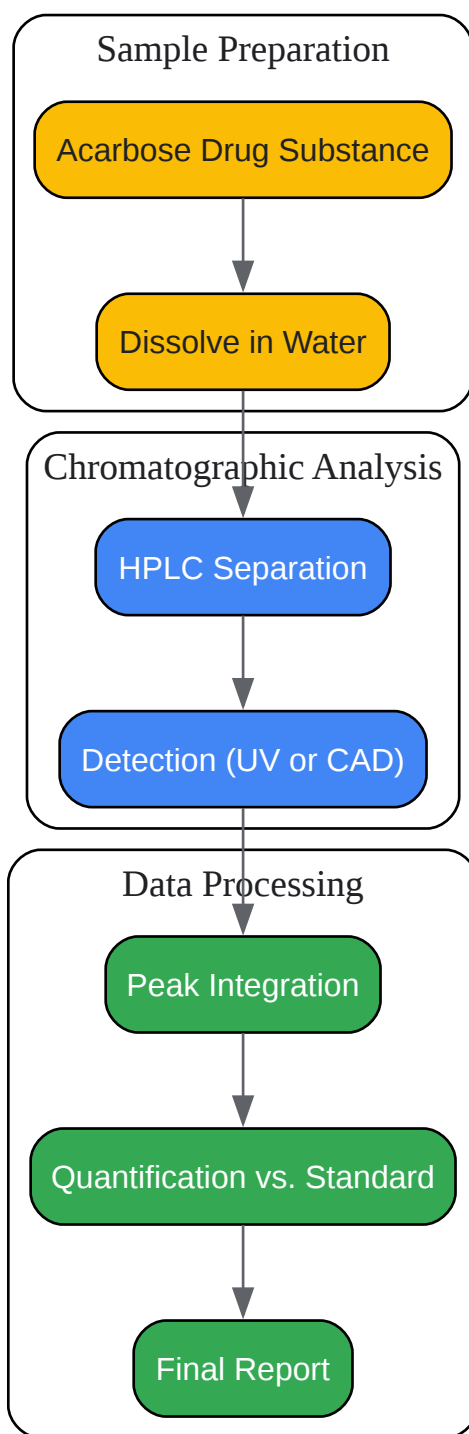 Sample Preparation
Acarbose Drug Substance
Dissolve in Water
Chromatographic Analysis
HPLC Separation
Detection (UV or CAD)
Data Processing
Peak Integration
Quantification vs. Standard
Final Report